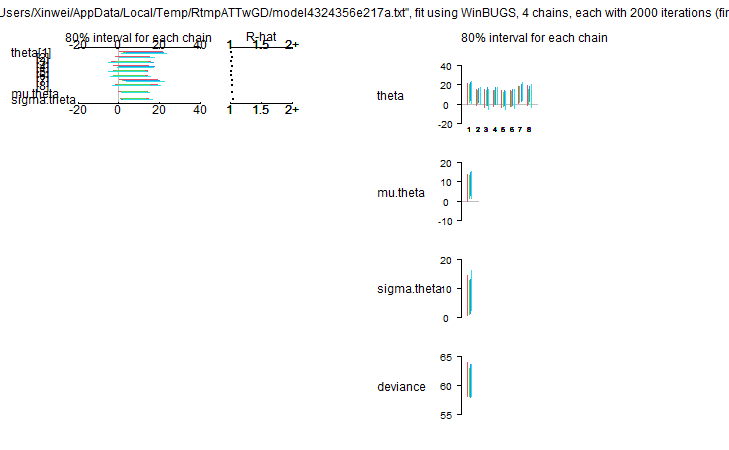 Users/Xinwei/AppData/Local/Temp/RtmpATTwGD/model4324356e217a.txt", fit using WinBUGS, 4 chains, each with 2000 iterations (fir
80% interval for each chain R-hat
-20 0 20 40 1 1.5 2+
theta[1]
[2]
[3]
[4]
[5]
[6]
[7]
[8]
mu.theta
sigma.theta
-20 0 20 40 1 1.5 2+
80% interval for each chain
40
20
theta
0
-20
1 2 3 4 5 6 7 8
20
10
mu.theta
0
-10
20
sigma.theta 10
0
65
deviance 60
55